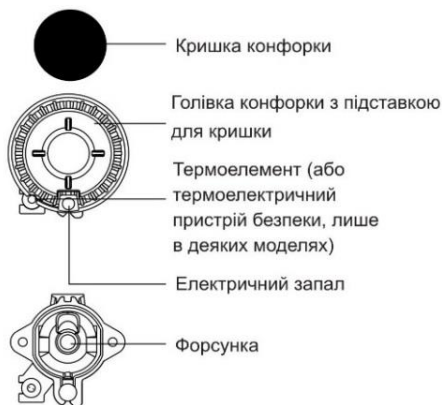 Кришка конфорки
Голівка конфорки з підставкою
для кришки
Термоелемент (або
термоелектричний
пристрій безпеки, лише
в деяких моделях)
Електричний запал
Форсунка